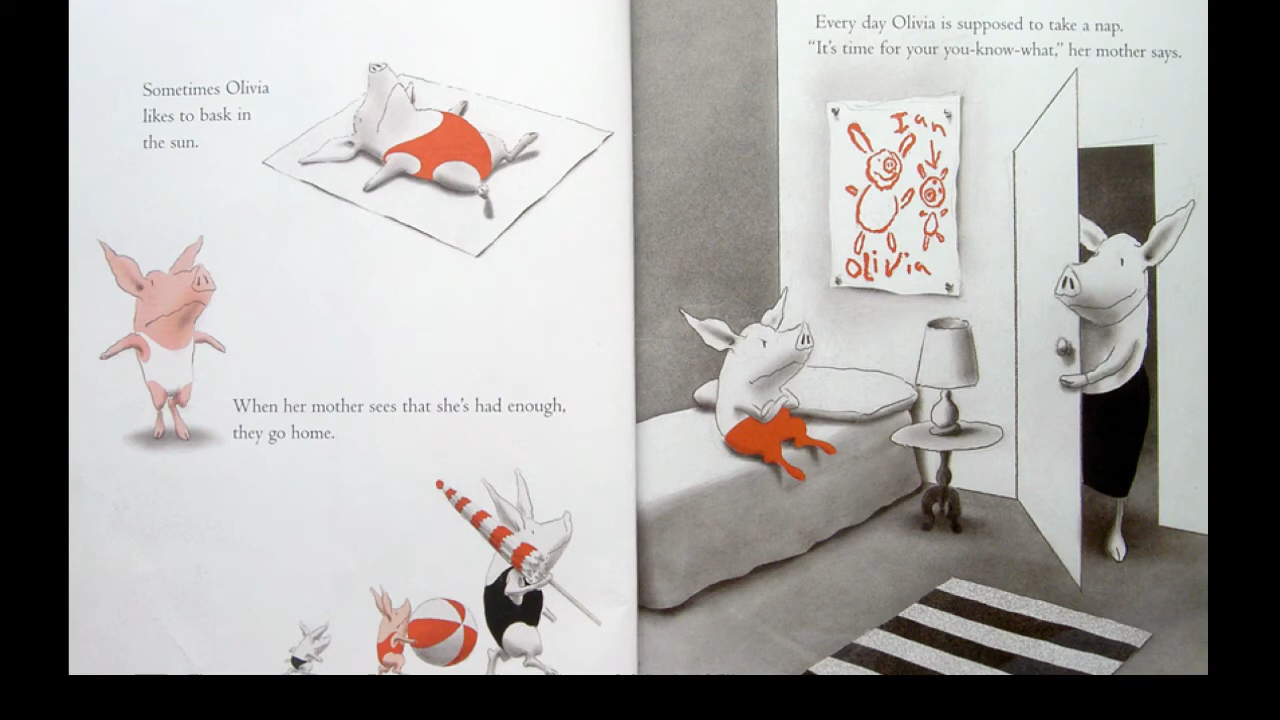 Sometimes Olivia
likes to bask in
the sun.
When her mother sees that she's had enough,
they go home.
Every day Olivia is supposed to take a nap.
"It's time for your you-know-what," her mother says.
Ian
Olivia